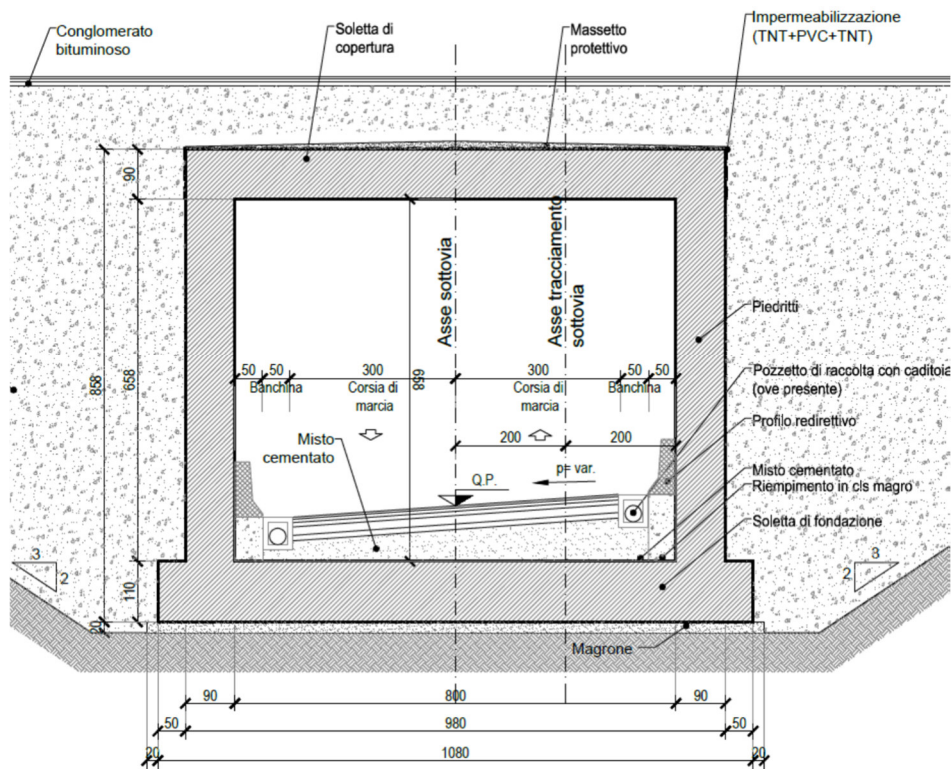 Conglomerato
bituminoso
Soletta di
copertura
Massetto
protettivo
Impermeabilizzazione
(TNT+PVC+TNT)
90
658
858
110
20
899
Asse sottovia
Asse tracciamento
sottovia
Piedritti
50
50
300
300
50
50
Banchina
Corsia di
marcia
Corsia di
marcia
Banchina
Pozzetto di raccolta con caditoia
(ove presente)
200
200
Profilo redirettivo
Misto
cementato
Q.P.
p= var.
Misto cementato
Riempimento in cls magro
Soletta di fondazione
3
2
3
2
Magrone
90
800
90
50
980
50
20
1080
20